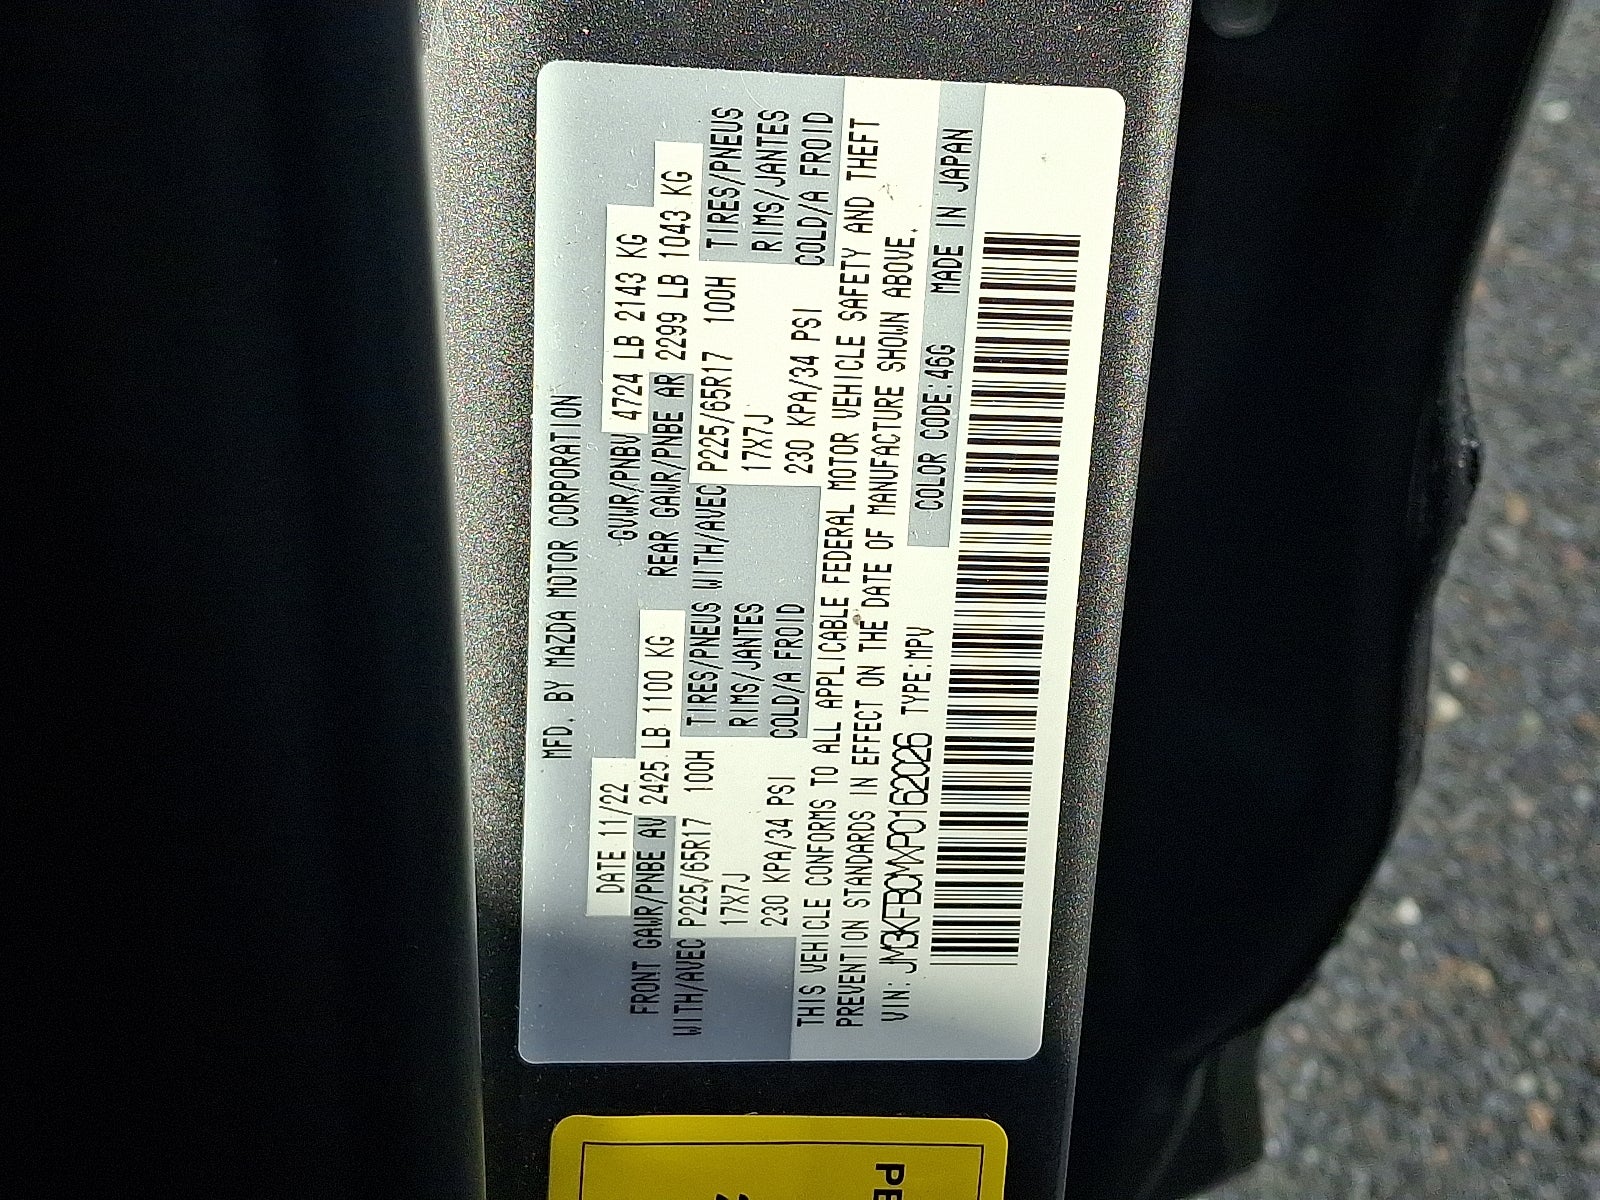 MFD. BY MAZDA MOTOR CORPORATION
DATE 11/22 GVWR/PNBV 4724 LB 2143 KG
FRONT GAWR/PNBE AV 2425 LB 1100 KG REAR GAWR/PNBE AR 2299 LB 1043 KG
WITH/AVEC P225/65R17 100H TIRES/PNEUS WITH/AVEC P225/65R17 100H TIRES/PNEUS
17X7J RIMS/JANTES 17X7J RIMS/JANTES
230 KPA/34 PSI COLD/A FROID 230 KPA/34 PSI COLD/A FROID
THIS VEHICLE CONFORMS TO ALL APPLICABLE FEDERAL MOTOR VEHICLE SAFETY AND THEFT
PREVENTION STANDARDS IN EFFECT ON THE DATE OF MANUFACTURE SHOWN ABOVE.
VIN: JM3KFBCMXP0162026 TYPE:MPV COLOR CODE:46G MADE IN JAPAN